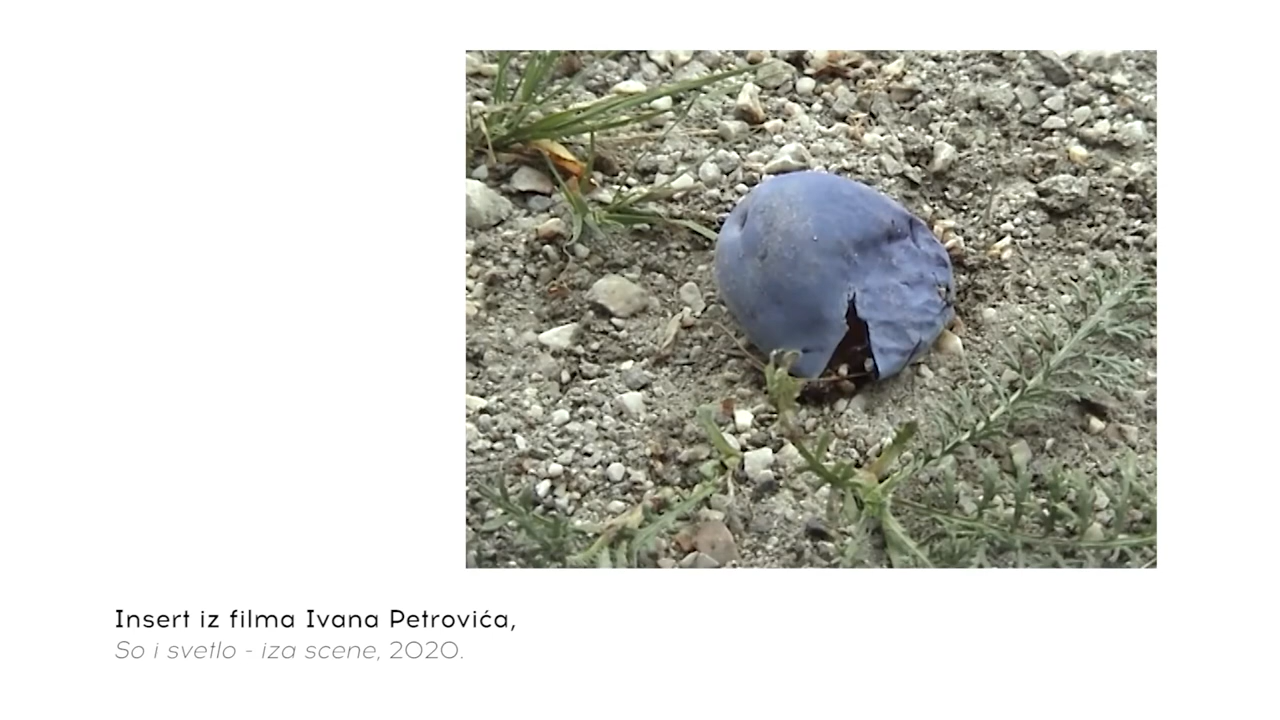 Insert iz filma Ivana Petrovića,
So i svetlo - iza scene, 2020.